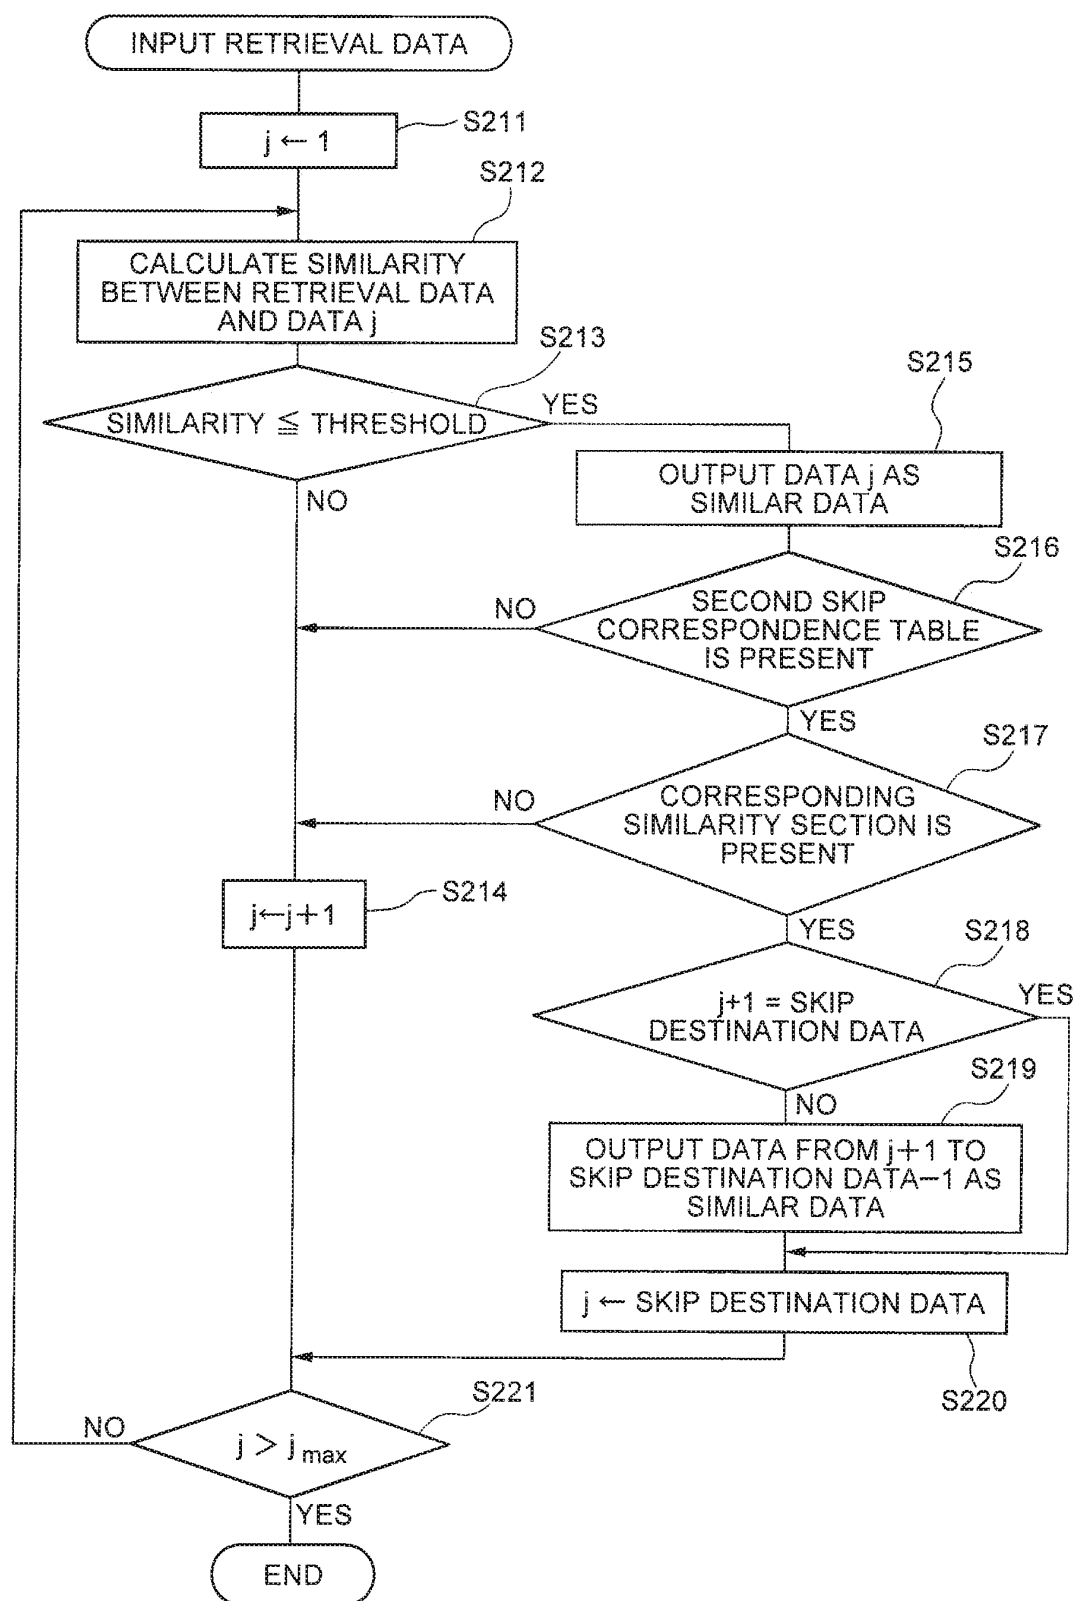 INPUT RETRIEVAL DATA
S211
j ← 1
S212
CALCULATE SIMILARITY
BETWEEN RETRIEVAL DATA
AND DATA j
S213
SIMILARITY ≦ THRESHOLD
YES
NO
S215
OUTPUT DATA j AS
SIMILAR DATA
S216
SECOND SKIP
CORRESPONDENCE TABLE
IS PRESENT
NO
YES
S217
CORRESPONDING
SIMILARITY SECTION IS
PRESENT
NO
YES
S214
j←j+1
S218
j+1 = SKIP
DESTINATION DATA
YES
NO
S219
OUTPUT DATA FROM j+1 TO
SKIP DESTINATION DATA−1 AS
SIMILAR DATA
j ← SKIP DESTINATION DATA
S220
S221
j > jmax
NO
YES
END